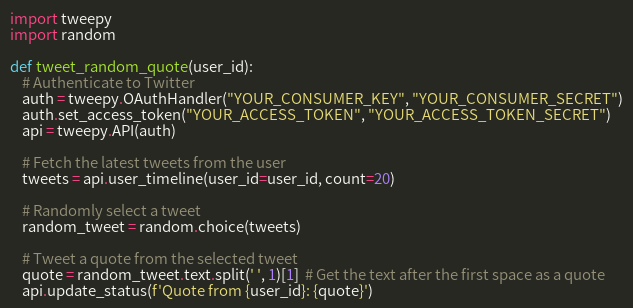 import tweepy
import random
def tweet_random_quote(user_id):
# Authenticate to Twitter
auth = tweepy.OAuthHandler("YOUR_CONSUMER_KEY", "YOUR_CONSUMER_SECRET")
auth.set_access_token("YOUR_ACCESS_TOKEN", "YOUR_ACCESS_TOKEN_SECRET")
api = tweepy.API(auth)
# Fetch the latest tweets from the user
tweets = api.user_timeline(user_id=user_id, count=20)
# Randomly select a tweet
random_tweet = random.choice(tweets)
# Tweet a quote from the selected tweet
quote = random_tweet.text.split(' ', 1)[1]  # Get the text after the first space as a quote
api.update_status(f'Quote from {user_id}: {quote}')